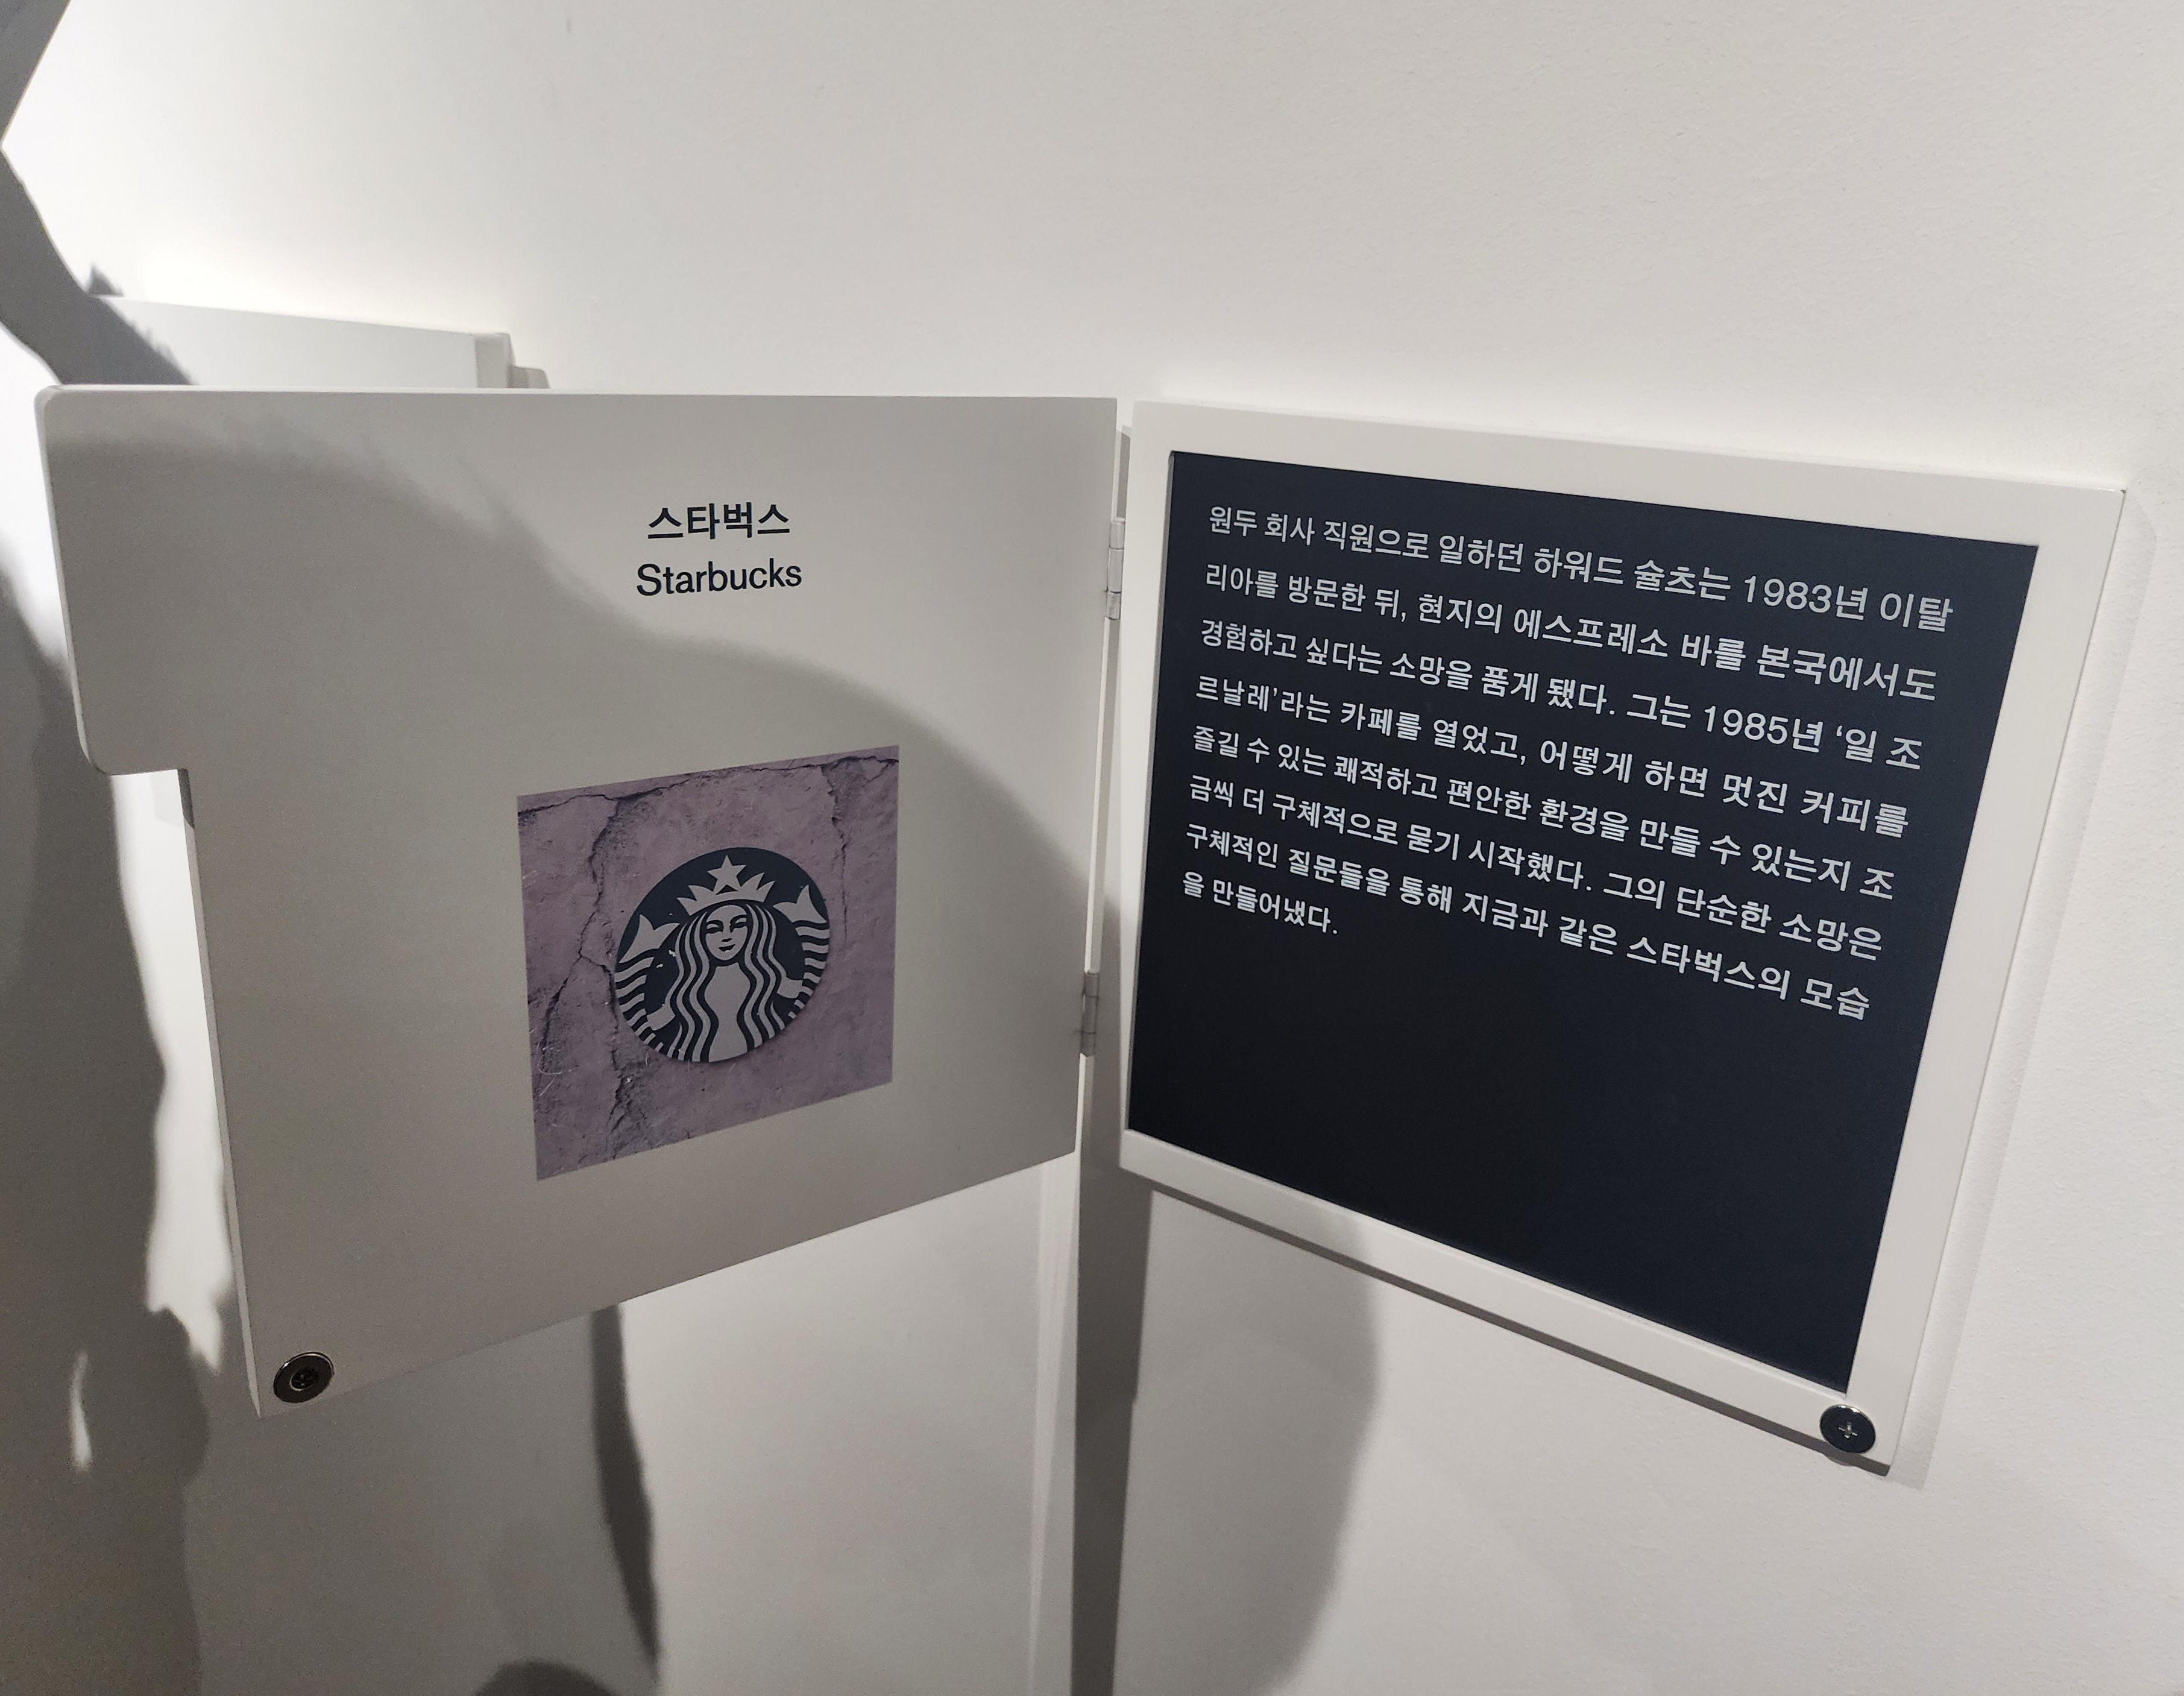 스타벅스
Starbucks
원두 회사 직원으로 일하던 하워드 슐츠는 1983년 이탈
리아를 방문한 뒤, 현지의 에스프레소 바를 본국에서도
경험하고 싶다는 소망을 품게 됐다. 그는 1985년 ‘일 조
르날레’라는 카페를 열었고, 어떻게 하면 멋진 커피를
즐길 수 있는 쾌적하고 편안한 환경을 만들 수 있는지 조
금씩 더 구체적으로 묻기 시작했다. 그의 단순한 소망은
구체적인 질문들을 통해 지금과 같은 스타벅스의 모습
을 만들어냈다.